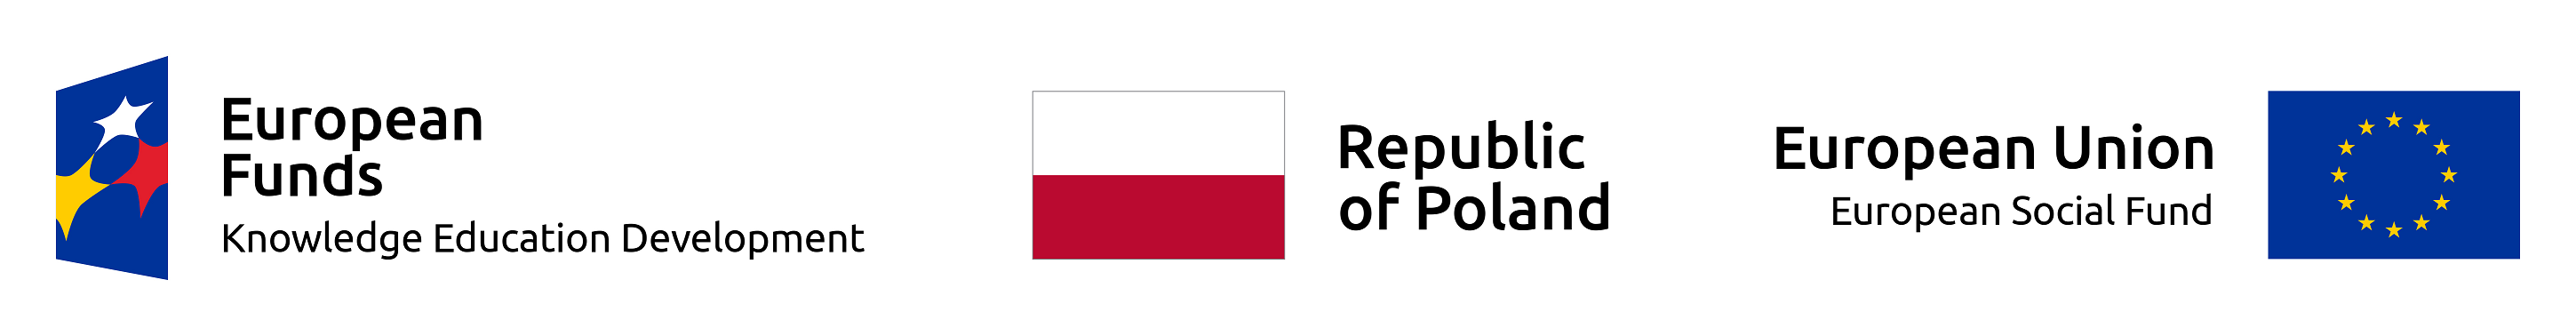 European
Funds
Knowledge Education Development
Republic
of Poland
European Union
European Social Fund